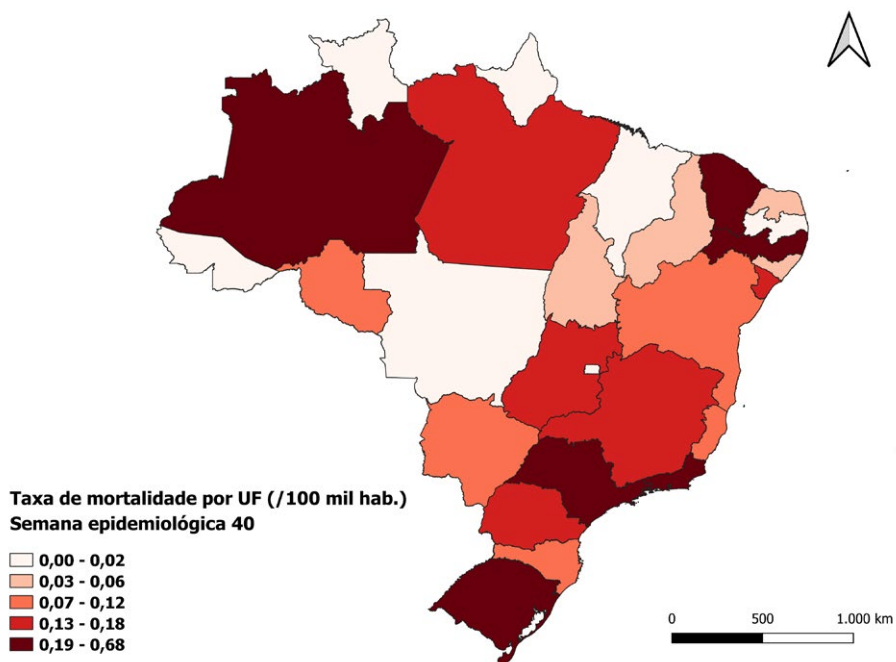 Taxa de mortalidade por UF (/100 mil hab.)
Semana epidemiológica 40
0,00 - 0,02
0,03 - 0,06
0,07 - 0,12
0,13 - 0,18
0,19 - 0,68
0 500 1.000 km